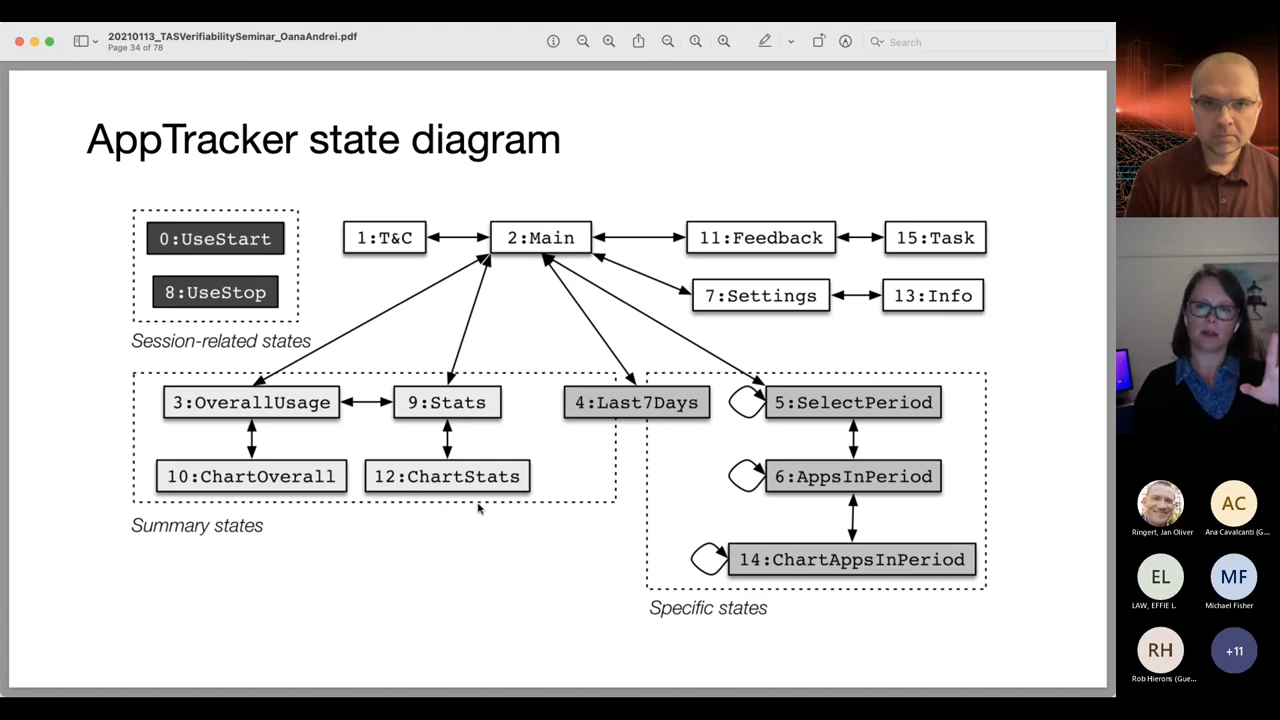 20210113_TASVerifiabilitySeminar_OanaAndrei.pdf
Page 34 of 78
Search
AppTracker state diagram
0:UseStart
1:T&C
2:Main
11:Feedback
15:Task
8:UseStop
7:Settings
13:Info
Session-related states
3:OverallUsage
9:Stats
4:Last7Days
5:SelectPeriod
10:ChartOverall
12:ChartStats
6:AppsInPeriod
Summary states
14:ChartAppsInPeriod
Specific states
AC
Ringert, Jan Oliver
Ana Cavalcanti (G...
EL
MF
LAW, EFFIE L.
Michael Fisher
RH
+11
Rob Hierons (Gue...